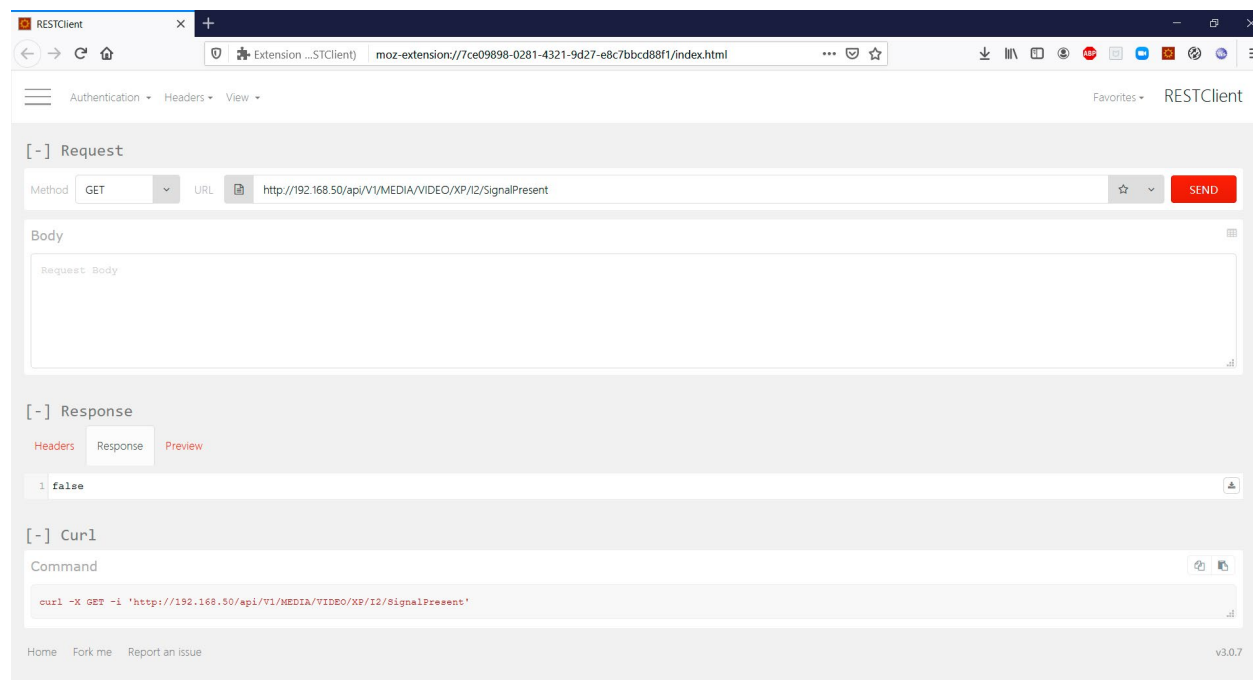 RESTClient
Extension ...STClient) moz-extension://7ce09898-0281-4321-9d27-e8c7bbcd88f1/index.html
ABP
Authentication Headers View Favorites RESTClient
[-] Request
Method GET URL http://192.168.50/api/V1/MEDIA/VIDEO/XP/I2/SignalPresent SEND
Body
Request Body
[-] Response
Headers Response Preview
1 false
[-] Curl
Command
curl -X GET -i 'http://192.168.50/api/V1/MEDIA/VIDEO/XP/I2/SignalPresent'
Home Fork me Report an issue v3.0.7